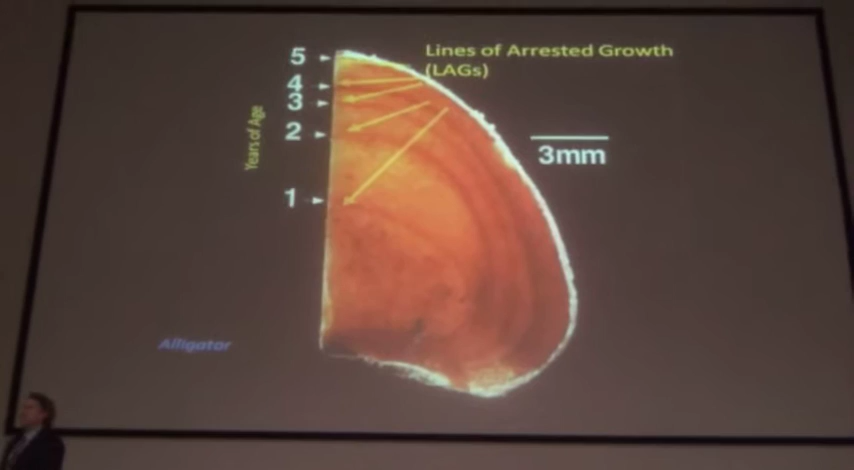 Lines of Arrested Growth
(LAGs)
5
4
3
2
1
Years of Age
3mm
Alligator